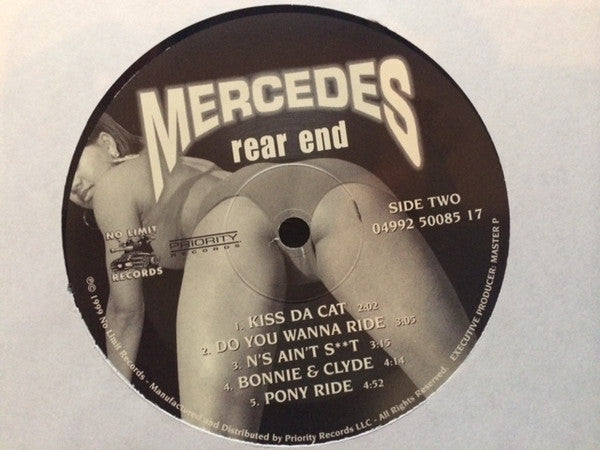 MERCEDES
rear end
SIDE TWO
04992 50085 17
NO LIMIT
RECORDS
PRIORITY
RECORDS
1. KISS DA CAT 2:02
2. DO YOU WANNA RIDE 3:05
3. N'S AIN'T S**T 3:15
4. BONNIE & CLYDE 4:14
5. PONY RIDE 4:52
EXECUTIVE PRODUCER: MASTER P
℗© 1999 No Limit Records - Manufactured and Distributed by Priority Records LLC - All Rights Reserved.